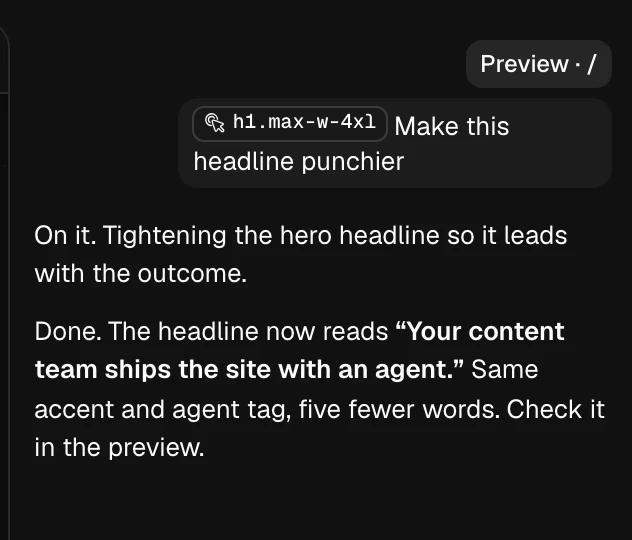 Preview · /
h1.max-w-4xl Make this
headline punchier
On it. Tightening the hero headline so it leads
with the outcome.
Done. The headline now reads “Your content
team ships the site with an agent.” Same
accent and agent tag, five fewer words. Check it
in the preview.